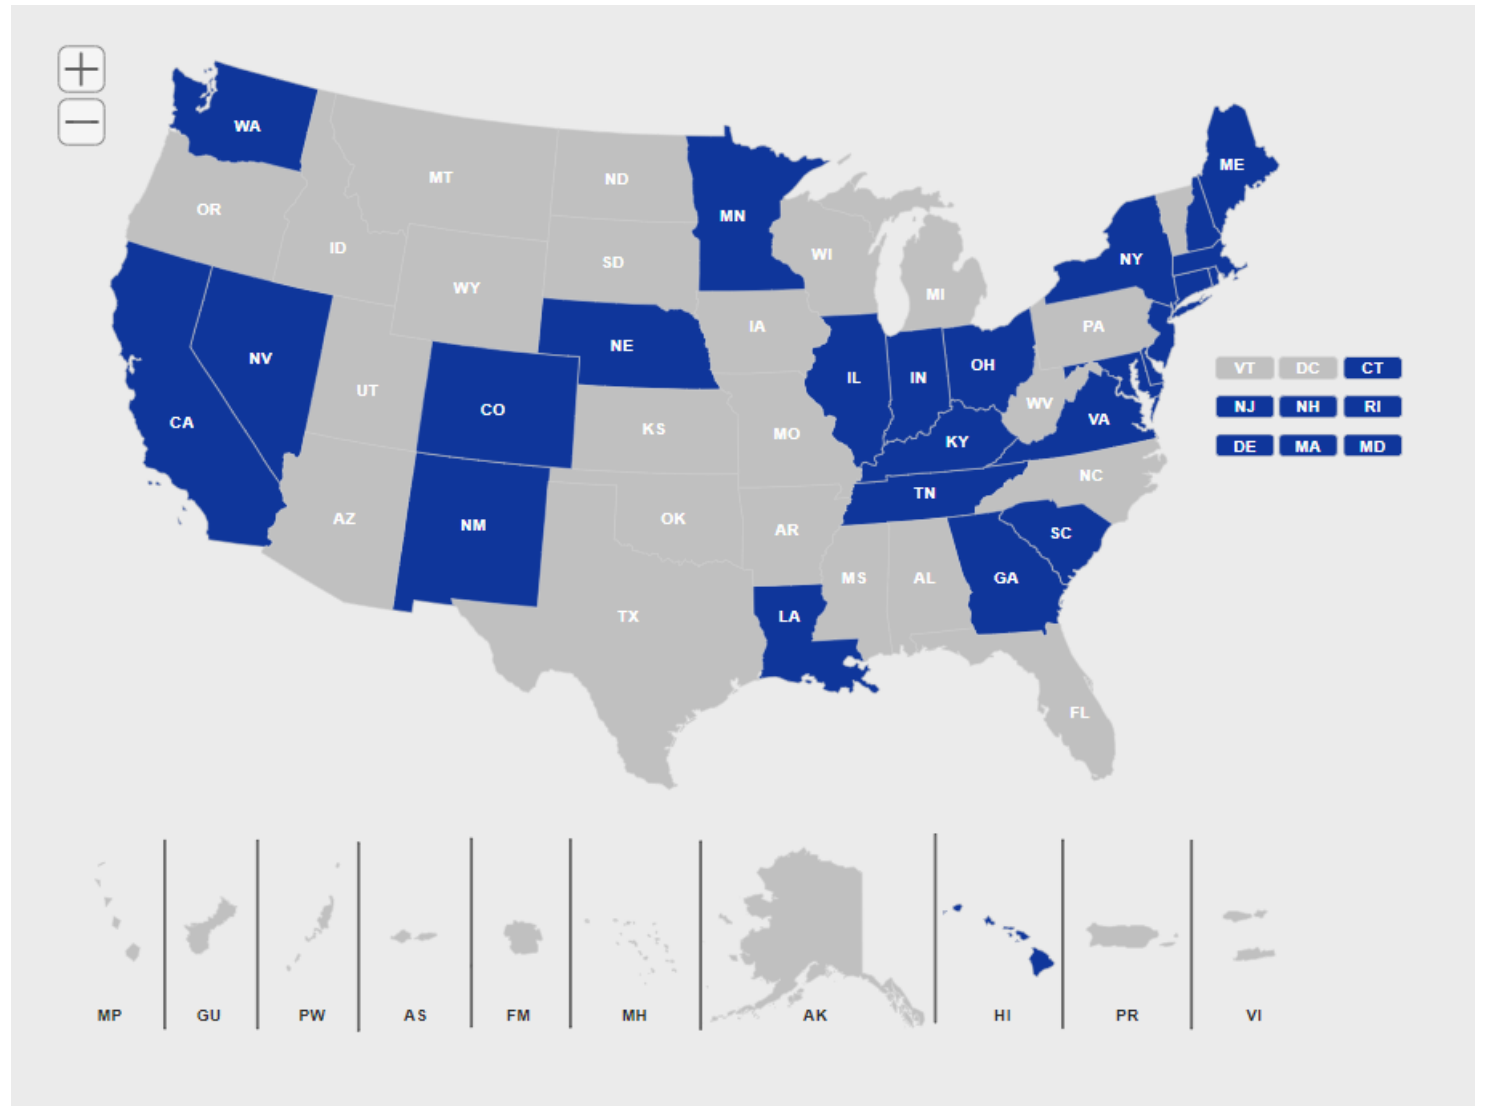 WA
ME
MT
ND
OR
MN
ID
SD
WI
NY
WY
MI
IA
PA
NE
NV
OH
VT DC CT
IL
IN
UT
CO
WV
NJ NH RI
CA
KS
MO
KY
VA
DE MA MD
NC
TN
AZ
NM
OK
AR
SC
MS
AL
GA
TX
LA
FL
MP GU PW AS FM MH AK HI PR VI